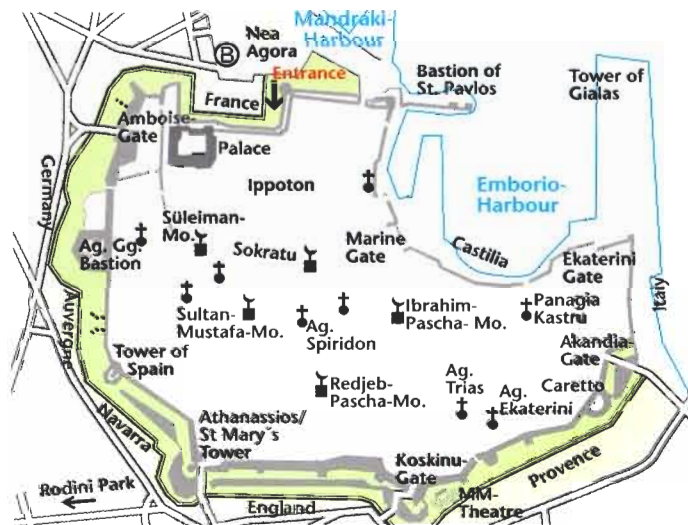 Mandráki-
Harbour
Nea
Agora
B
Entrance
France
Bastion of
St. Pavlos
Tower of
Gialas
Amboise-
Gate
Palace
Ippoton
Emborio-
Harbour
Germany
Süleiman-
Mo.
Sokratu
Marine
Gate
Castilia
Ag. Gg.
Bastion
Ekaterini
Gate
Italy
Sultan-
Mustafa-Mo.
Ag.
Spiridon
Ibrahim-
Pascha-Mo.
Panagia
Kastru
Auvergne
Akandia-
Gate
Tower of
Spain
Redjeb-
Pascha-Mo.
Ag.
Trias
Ag.
Ekaterini
Caretto
Navarra
Athanassios/
St Mary's
Tower
Koskinu-
Gate
Provence
Rodini Park
England
MM-
Theatre